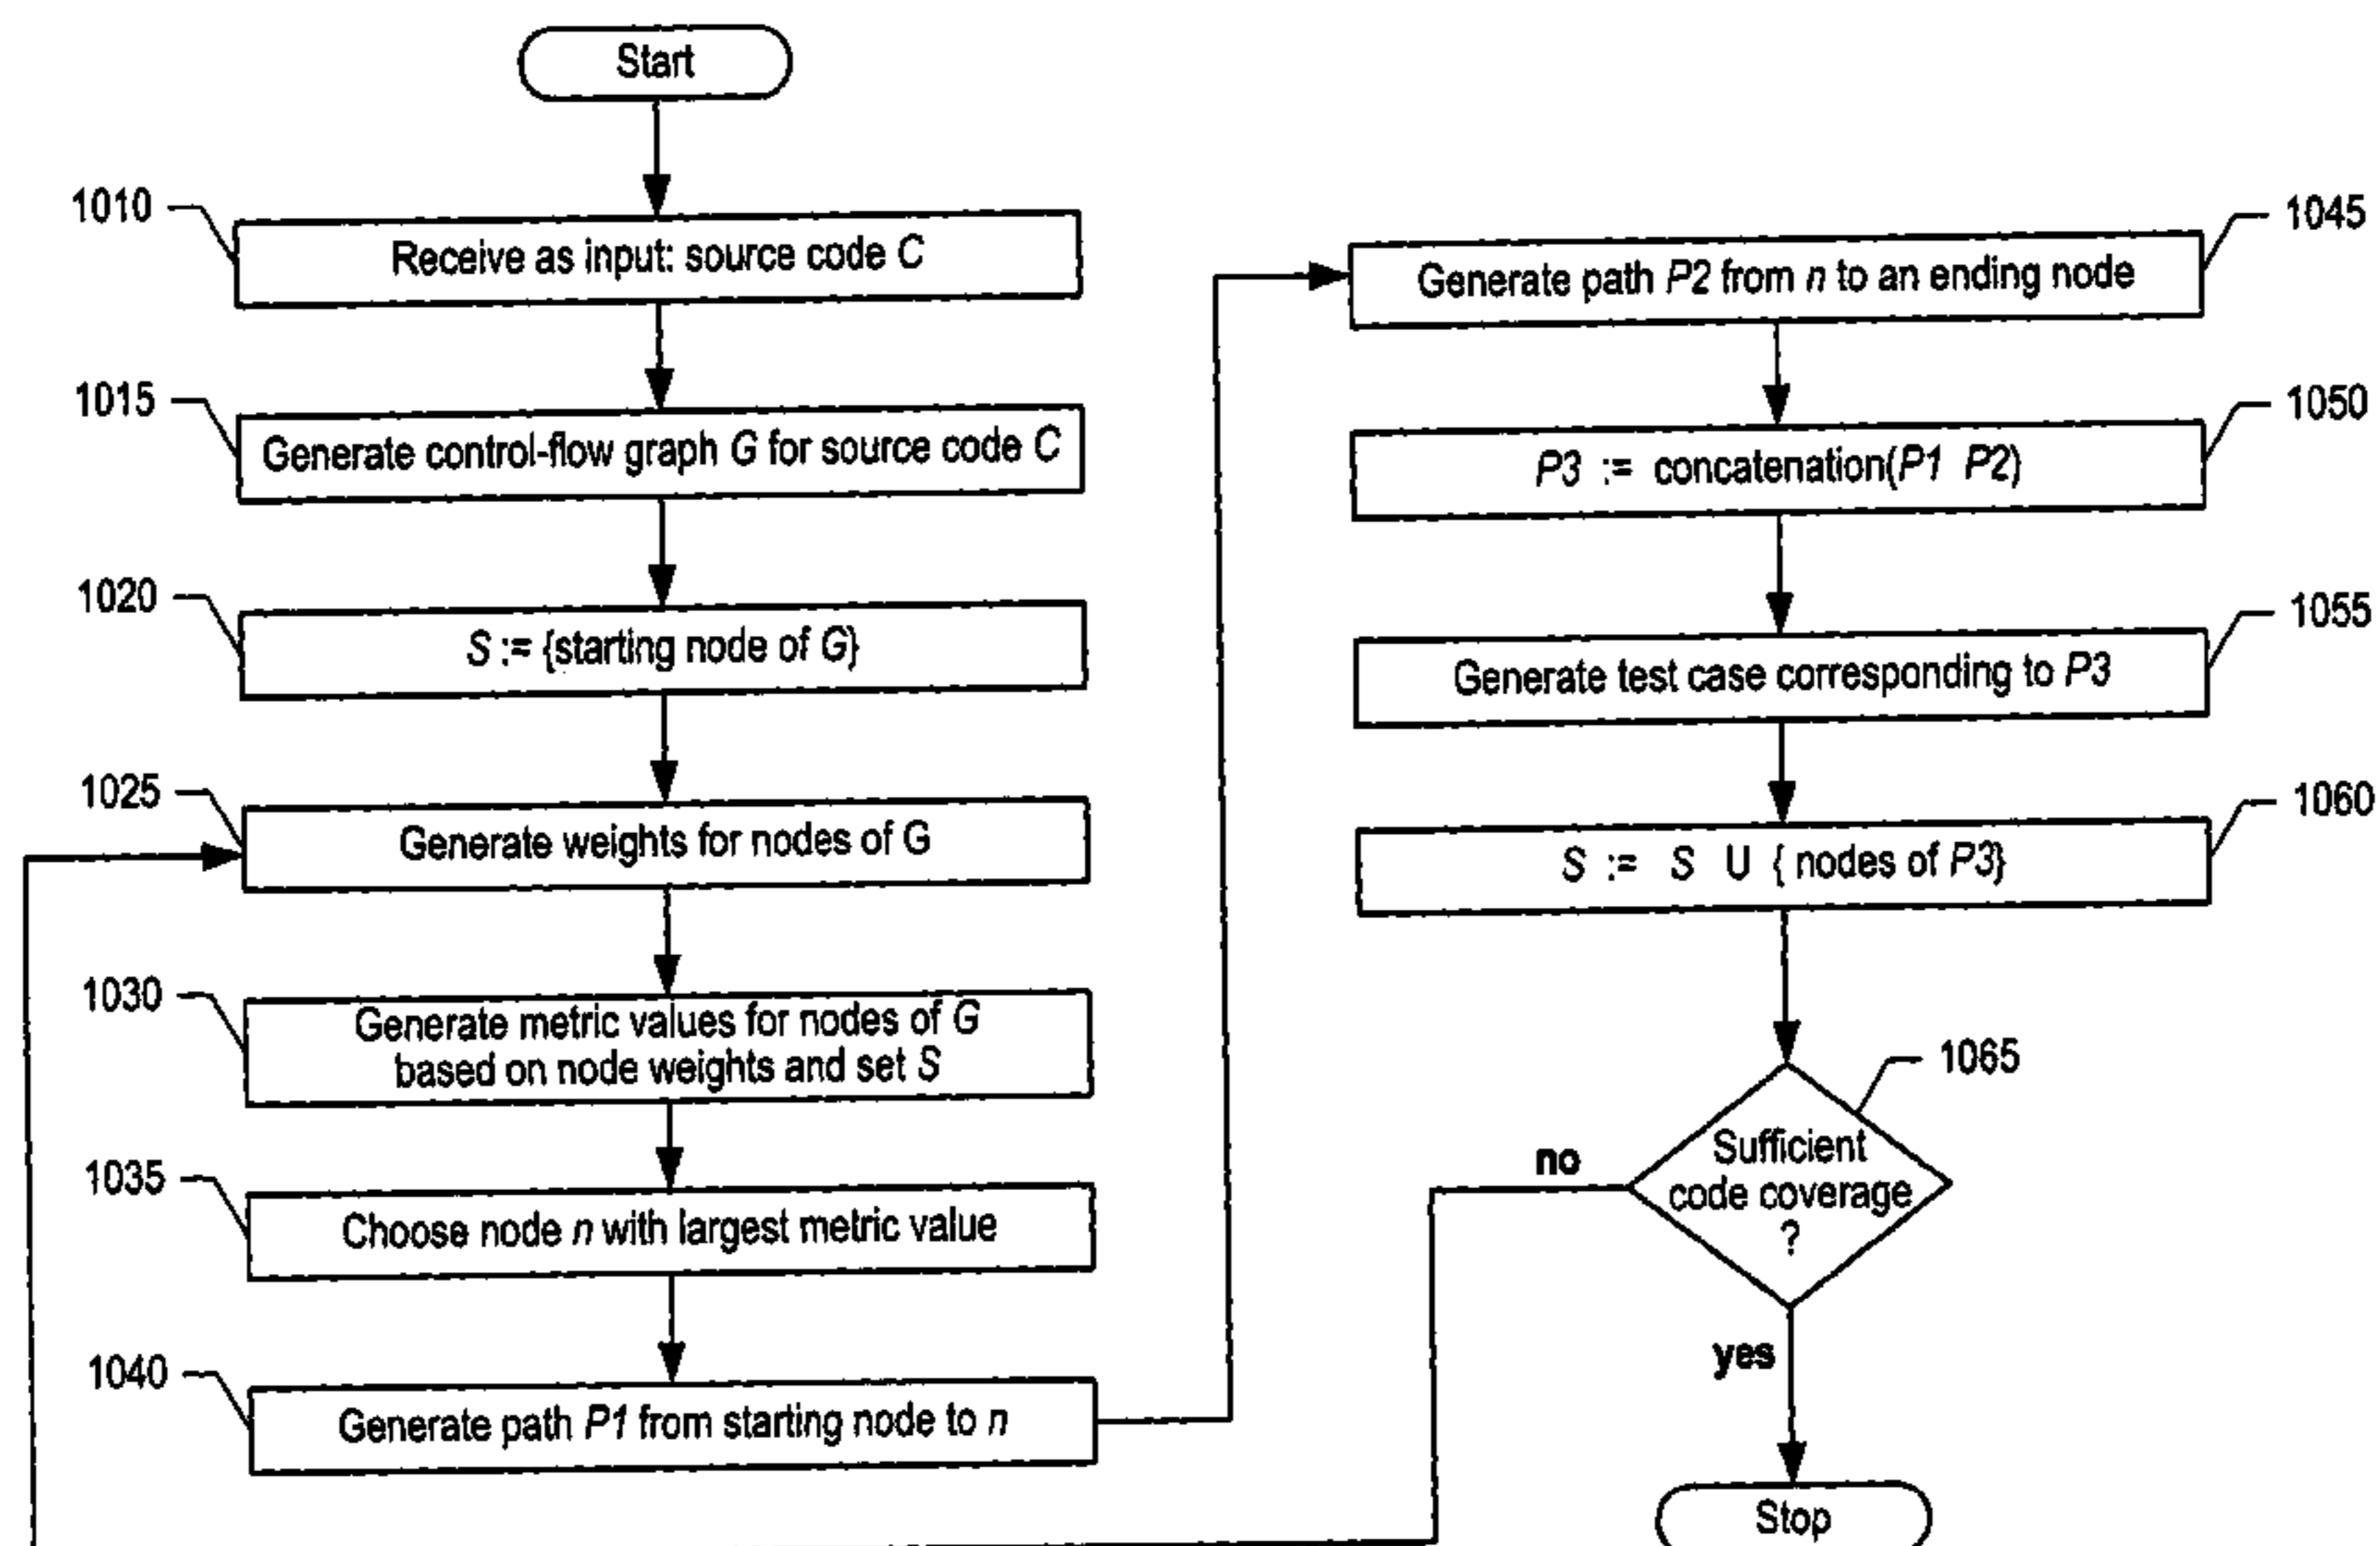 Start
1010
Receive as input: source code C
1015
Generate control-flow graph G for source code C
1020
S := {starting node of G}
1025
Generate weights for nodes of G
1030
Generate metric values for nodes of G
based on node weights and set S
1035
Choose node n with largest metric value
1040
Generate path P1 from starting node to n
1045
Generate path P2 from n to an ending node
1050
P3 := concatenation(P1 P2)
1055
Generate test case corresponding to P3
1060
S := S U { nodes of P3}
1065
Sufficient
code coverage
?
no
yes
Stop